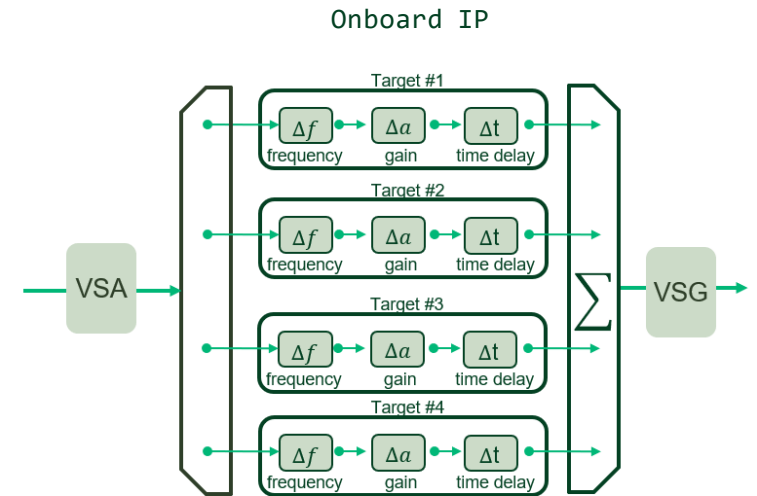 Onboard IP
Target #1
Δf Δa Δt
frequency gain time delay
Target #2
Δf Δa Δt
frequency gain time delay
VSA
Σ
VSG
Target #3
Δf Δa Δt
frequency gain time delay
Target #4
Δf Δa Δt
frequency gain time delay